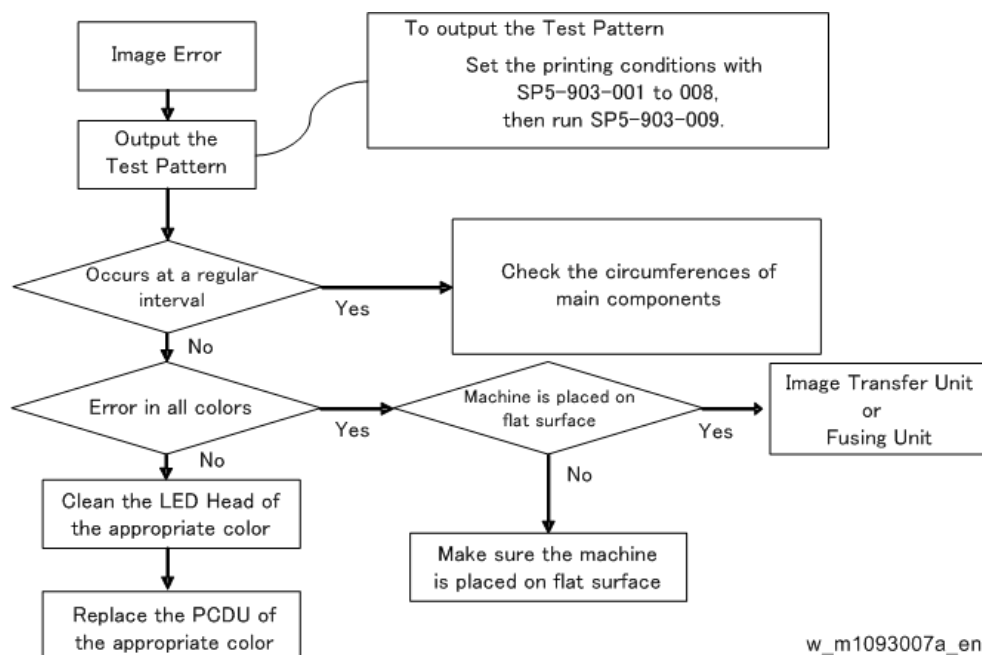 Image Error
To output the Test Pattern
Set the printing conditions with
SP5-903-001 to 008,
then run SP5-903-009.
Output the
Test Pattern
Occurs at a regular
interval
Yes
Check the circumferences of
main components
No
Error in all colors
Yes
Machine is placed on
flat surface
Yes
Image Transfer Unit
or
Fusing Unit
No
No
Clean the LED Head of
the appropriate color
Make sure the machine
is placed on flat surface
Replace the PCDU of
the appropriate color
w_m1093007a_en